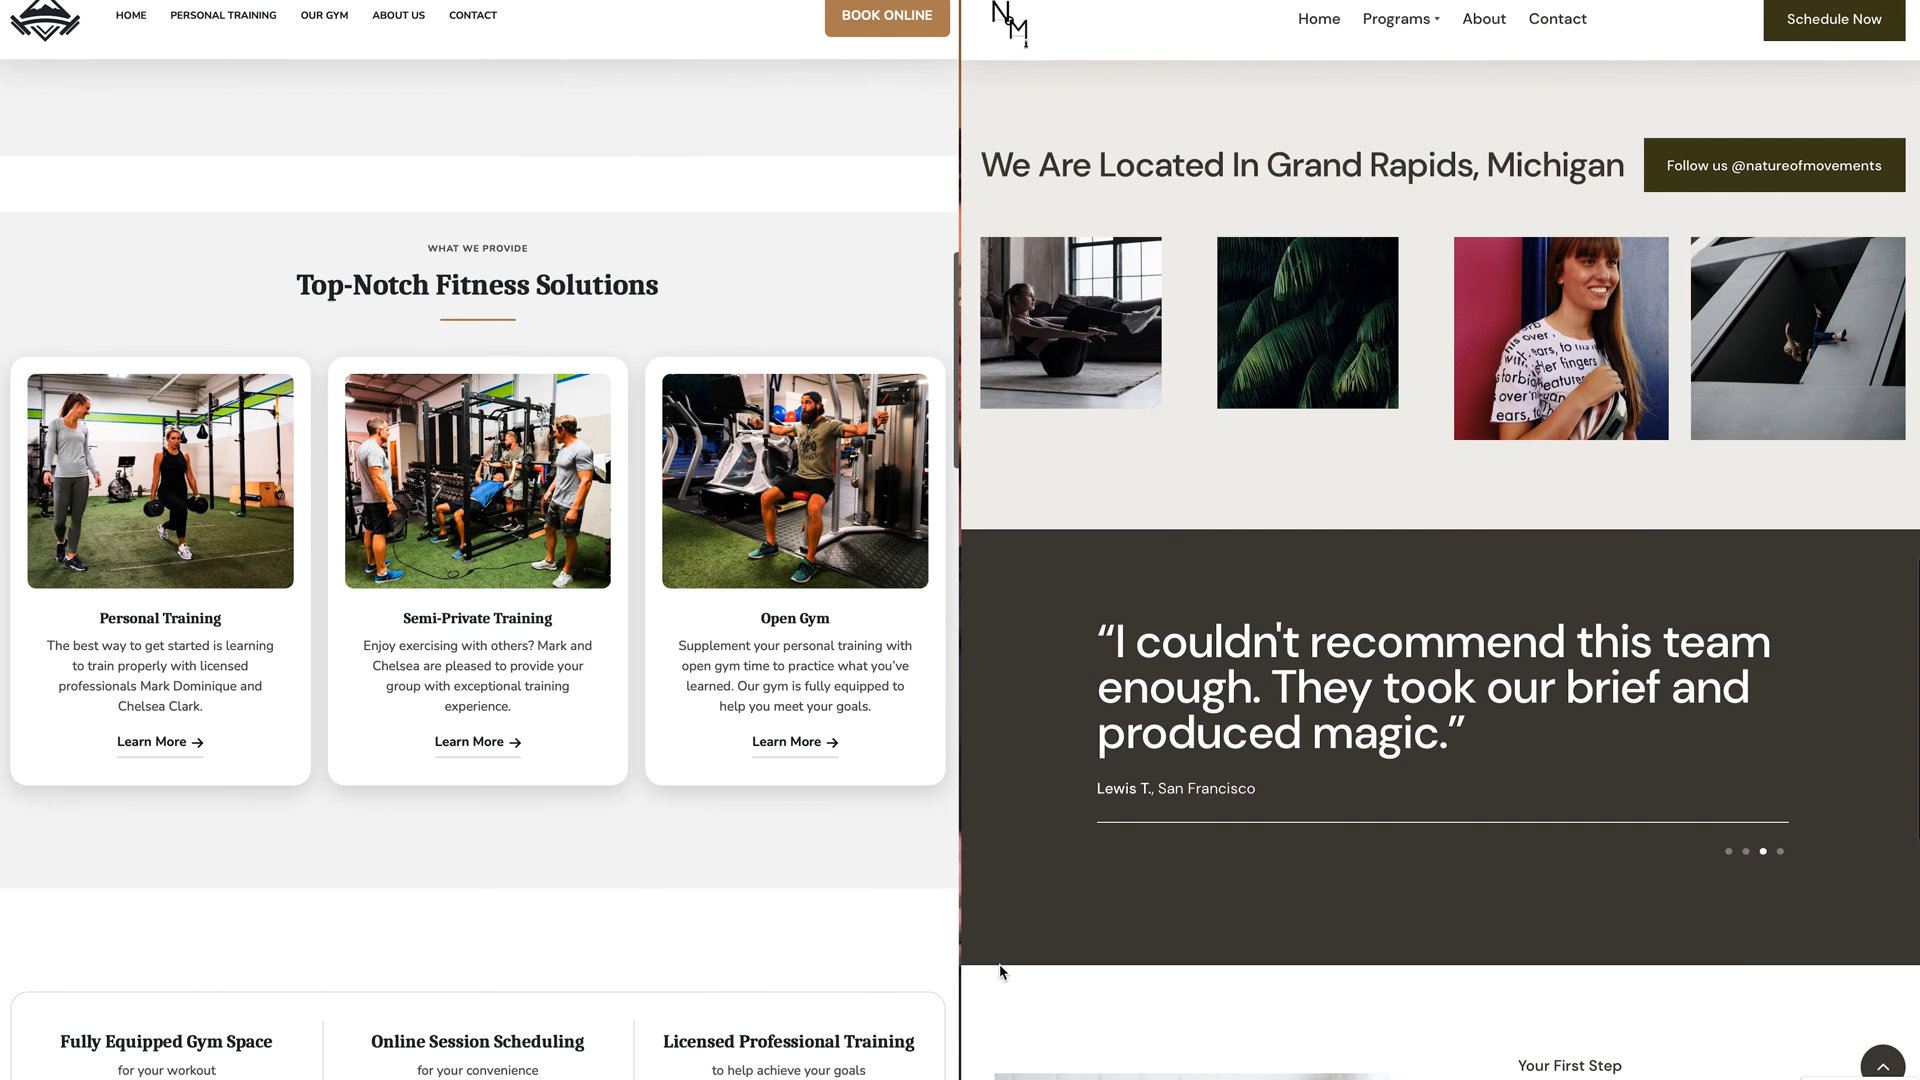 HOME
PERSONAL TRAINING
OUR GYM
ABOUT US
CONTACT
BOOK ONLINE
WHAT WE PROVIDE
Top-Notch Fitness Solutions
Personal Training
The best way to get started is learning
to train properly with licensed
professionals Mark Dominique and
Chelsea Clark.
Learn More →
Semi-Private Training
Enjoy exercising with others? Mark and
Chelsea are pleased to provide your
group with exceptional training
experience.
Learn More →
Open Gym
Supplement your personal training with
open gym time to practice what you've
learned. Our gym is fully equipped to
help you meet your goals.
Learn More →
Fully Equipped Gym Space
for your workout
Online Session Scheduling
for your convenience
Licensed Professional Training
to help achieve your goals
NoM
Home
Programs
About
Contact
Schedule Now
We Are Located In Grand Rapids, Michigan
Follow us @natureofmovements
“I couldn't recommend this team
enough. They took our brief and
produced magic.”
Lewis T., San Francisco
Your First Step